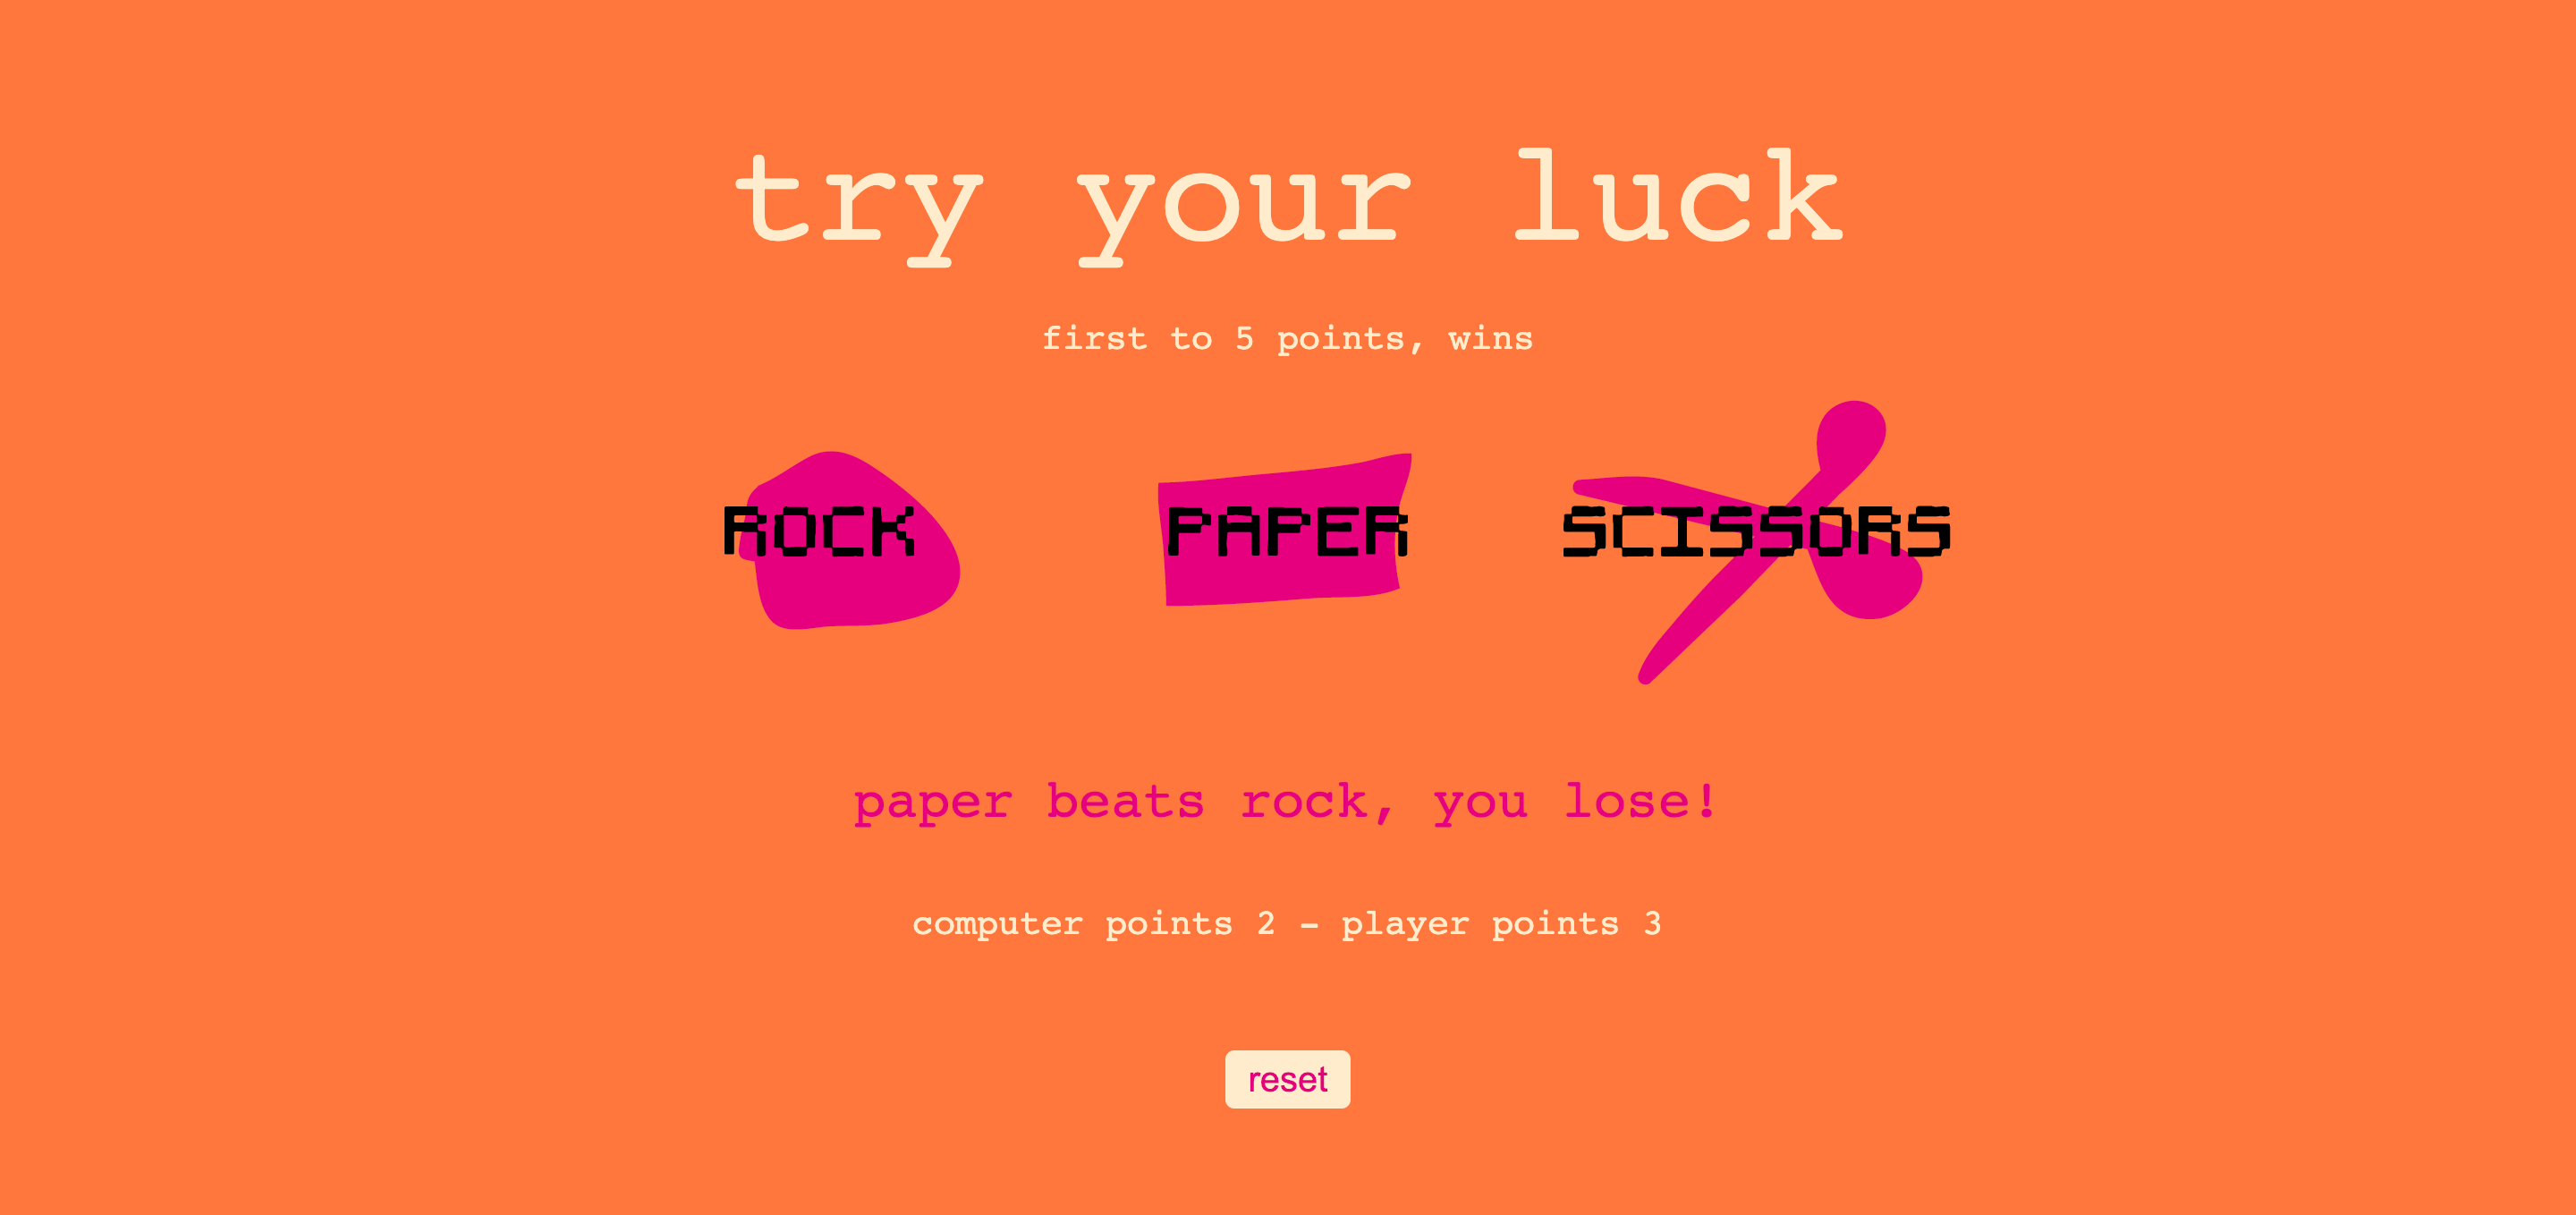 try your luck
first to 5 points, wins
ROCK PAPER SCISSORS
paper beats rock, you lose!
computer points 2 - player points 3
reset